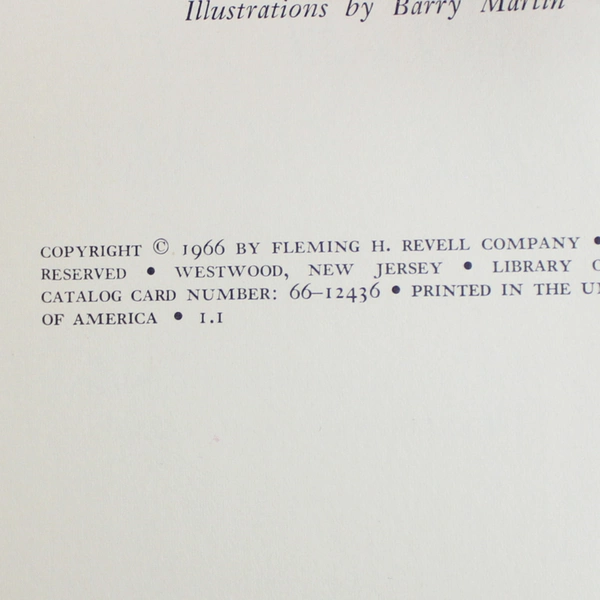 Illustrations by Barry Martin
COPYRIGHT © 1966 BY FLEMING H. REVELL COMPANY •
RESERVED • WESTWOOD, NEW JERSEY • LIBRARY
CATALOG CARD NUMBER: 66–12436 • PRINTED IN THE
OF AMERICA • 1.1